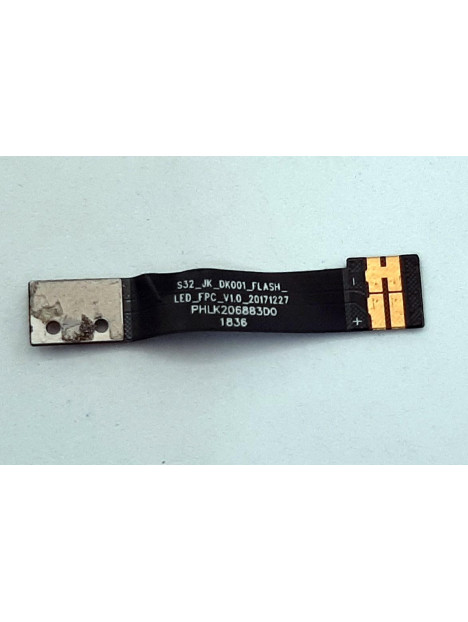 S32_JK_DK001_FLASH_
LED_FPC_V1.0_20171227
PHLK206883D0
1836
-
+